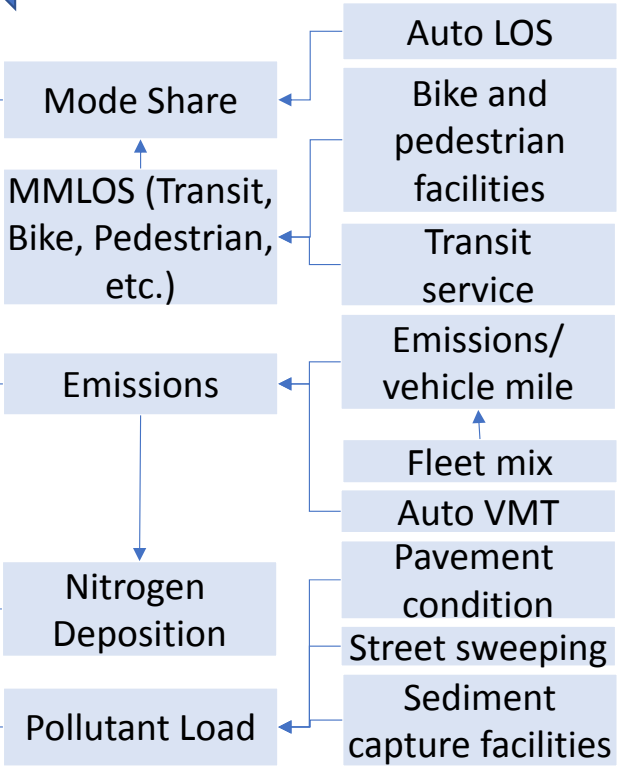 Auto LOS
Mode Share
Bike and
pedestrian
facilities
MMLOS (Transit,
Bike, Pedestrian,
etc.)
Transit
service
Emissions/
vehicle mile
Emissions
Fleet mix
Auto VMT
Pavement
condition
Nitrogen
Deposition
Street sweeping
Sediment
capture facilities
Pollutant Load